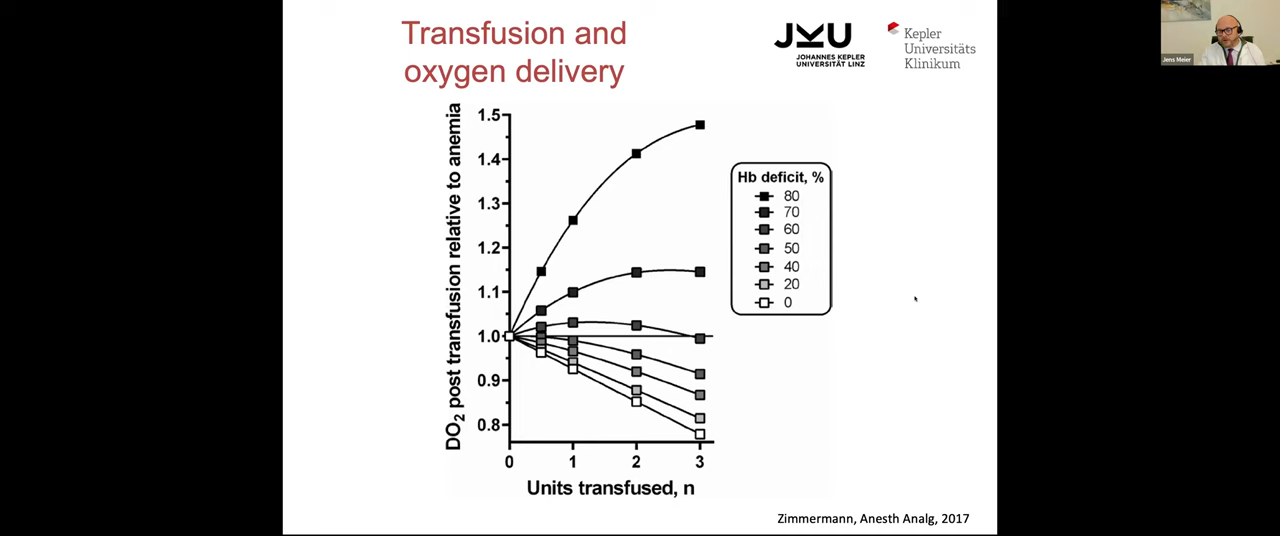 Transfusion and
oxygen delivery
JKU
JOHANNES KEPLER
UNIVERSITÄT LINZ
Kepler
Universitäts
Klinikum
Jens Meier
DO2 post transfusion relative to anemia
1.5
1.4
1.3
1.2
1.1
1.0
0.9
0.8
0 1 2 3
Units transfused, n
Hb deficit, %
80
70
60
50
40
20
0
Zimmermann, Anesth Analg, 2017